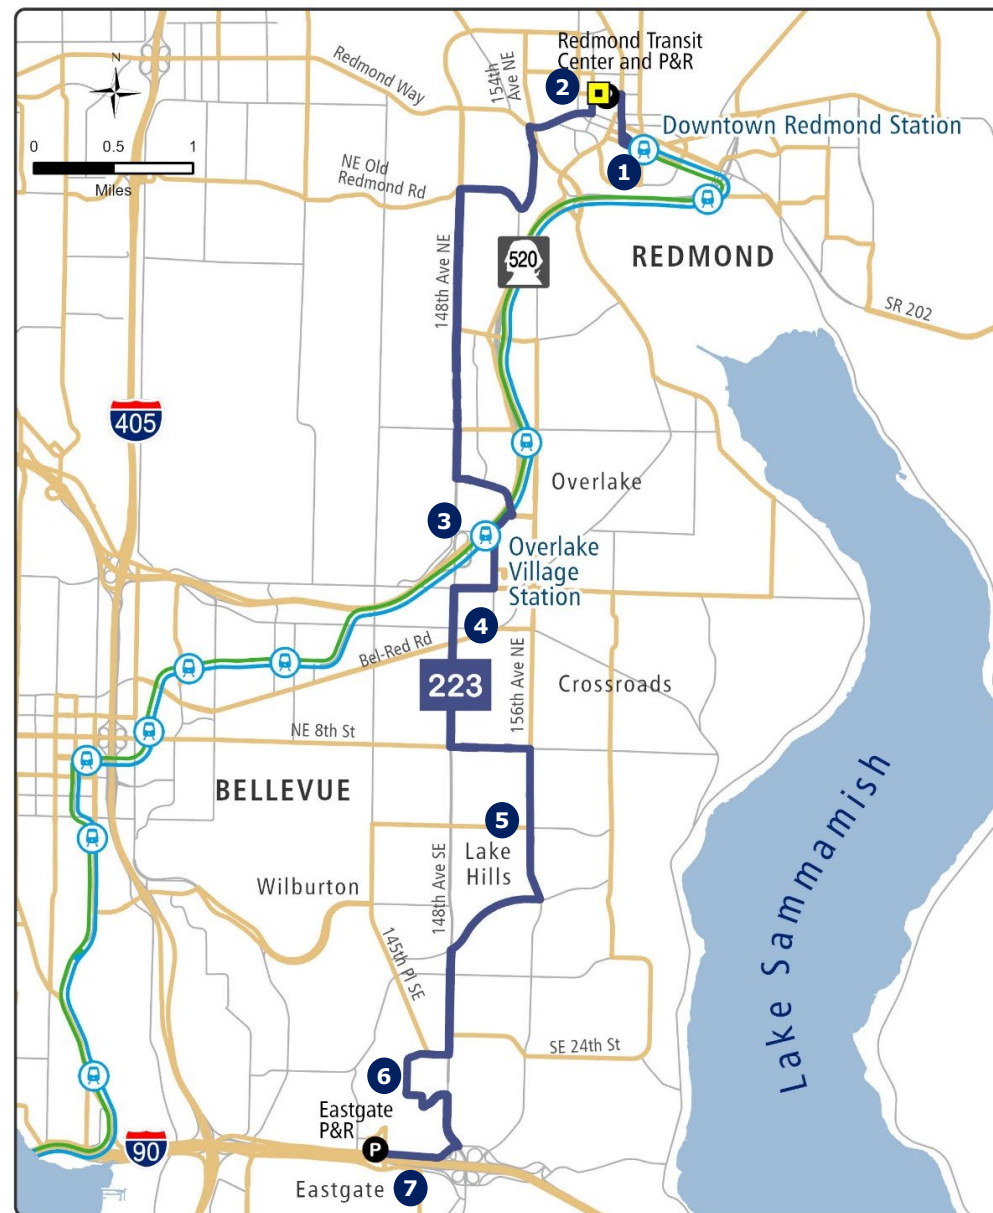 Redmond Transit
Center and P&R
2
N
Redmond Way
154th
Ave NE
Downtown Redmond Station
0 0.5 1
Miles
NE Old
Redmond Rd
1
520
REDMOND
148th Ave NE
SR 202
405
Overlake
3
Overlake
Village
Station
4
Bel-Red Rd
223
156th Ave NE
Crossroads
NE 8th St
BELLEVUE
5
Lake
Hills
148th Ave SE
Wilburton
Lake Sammamish
145th Pl SE
SE 24th St
6
Eastgate
P&R
P
90
Eastgate
7